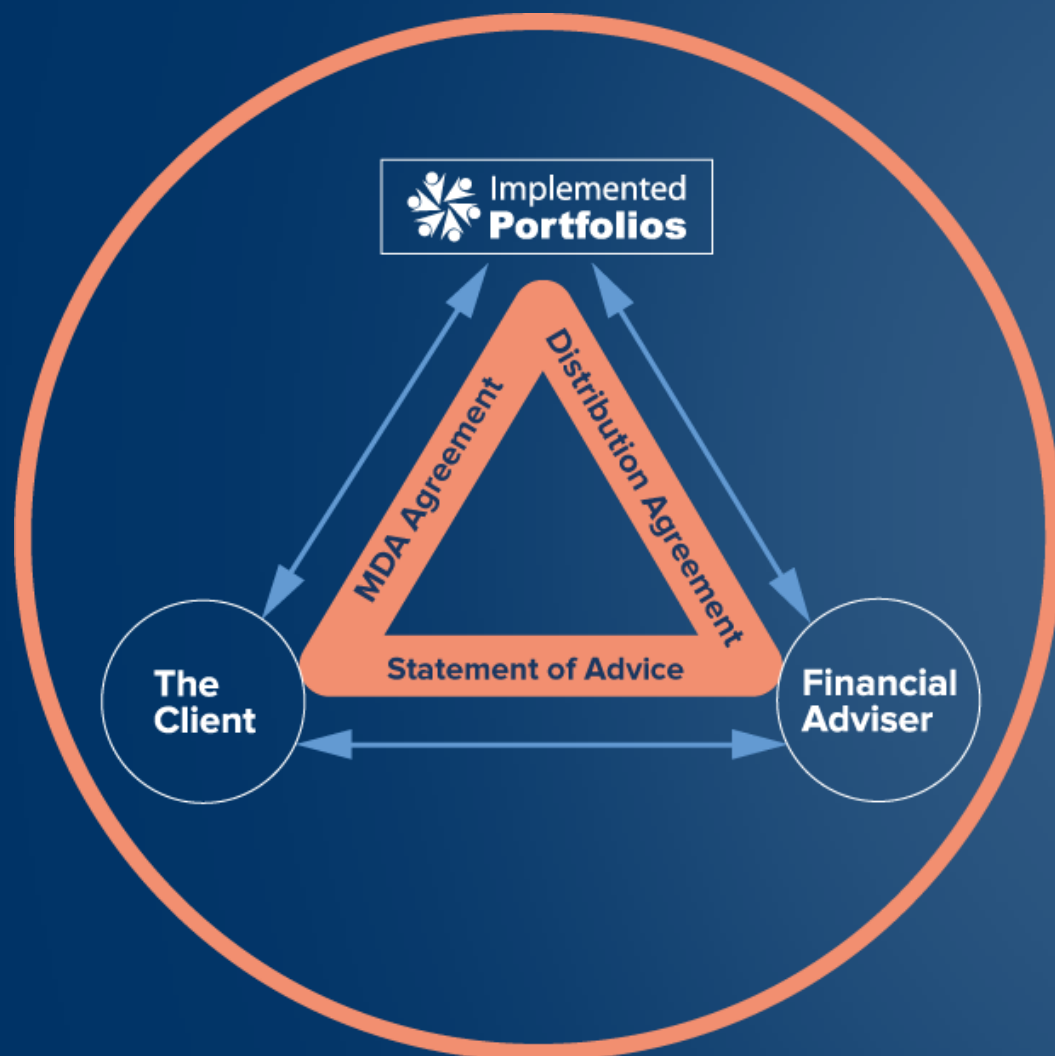 Implemented
Portfolios
MDA Agreement
Distribution Agreement
Statement of Advice
The
Client
Financial
Adviser